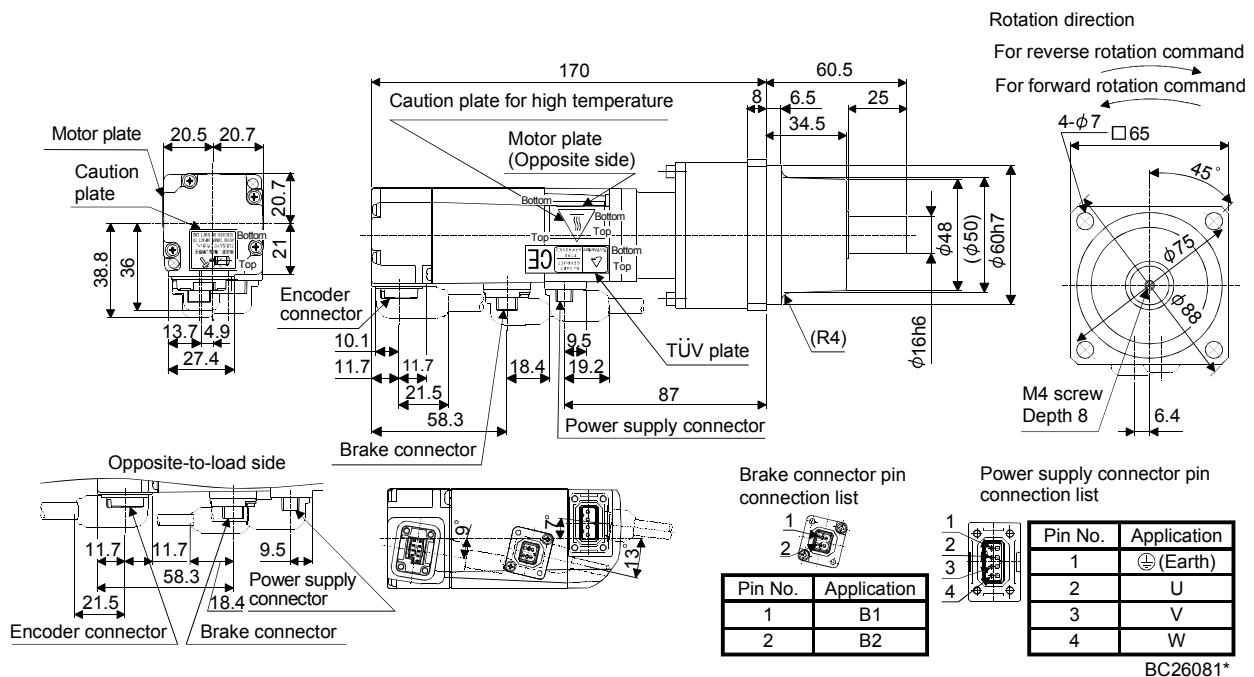 Rotation direction
For reverse rotation command
For forward rotation command
170
60.5
Caution plate for high temperature
8
6.5
25
34.5
Motor plate
20.5
20.7
Motor plate
(Opposite side)
4-ϕ7
□65
45°
Caution
plate
20.7
Bottom
Bottom
Top
Top
Bottom
Top
Bottom
Top
CE
38.8
36
21
ϕ48
(ϕ50)
ϕ60h7
ϕ75
ϕ88
Encoder
connector
13.7
4.9
27.4
10.1
11.7
11.7
21.5
18.4
9.5
19.2
TÜV plate
(R4)
ϕ16h6
58.3
87
M4 screw
Depth 8
6.4
Brake connector
Power supply connector
Opposite-to-load side
11.7
11.7
9.5
58.3
Power supply
connector
21.5
18.4
Encoder connector
Brake connector
9°
7°
13°
Brake connector pin
connection list
1
2
Pin No. Application
1 B1
2 B2
Power supply connector pin
connection list
1
2
3
4
Pin No. Application
1 (Earth)
2 U
3 V
4 W
BC26081*